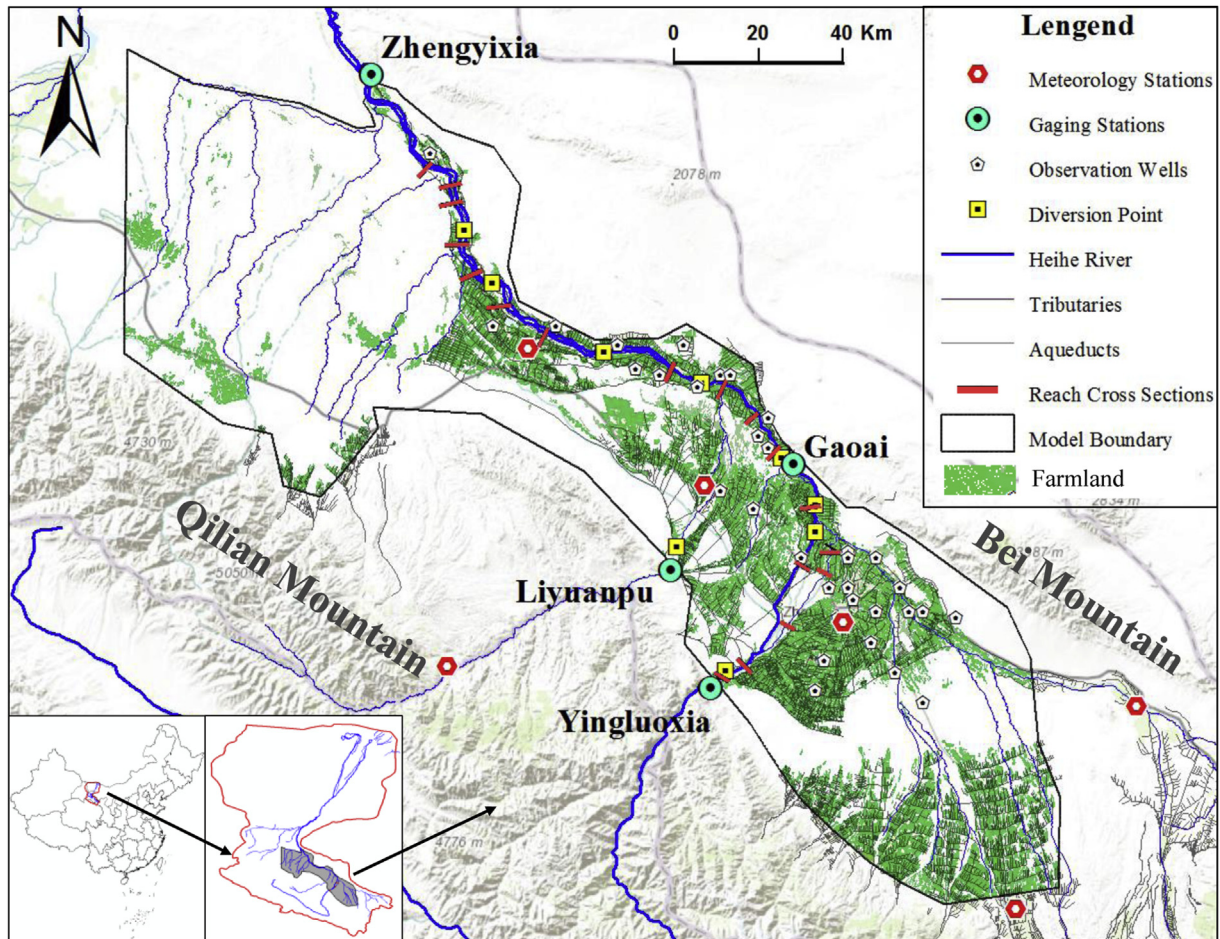 N
Zhengyixia
0 20 40 Km
Lengend
Meteorology Stations
Gaging Stations
Observation Wells
Diversion Point
Heihe River
Tributaries
Aqueducts
Reach Cross Sections
Model Boundary
Farmland
2078 m
4730 m
Gaoai
2834 m
Qilian Mountain
Bei Mountain
Liyuanpu
Yingluoxia
4776 m